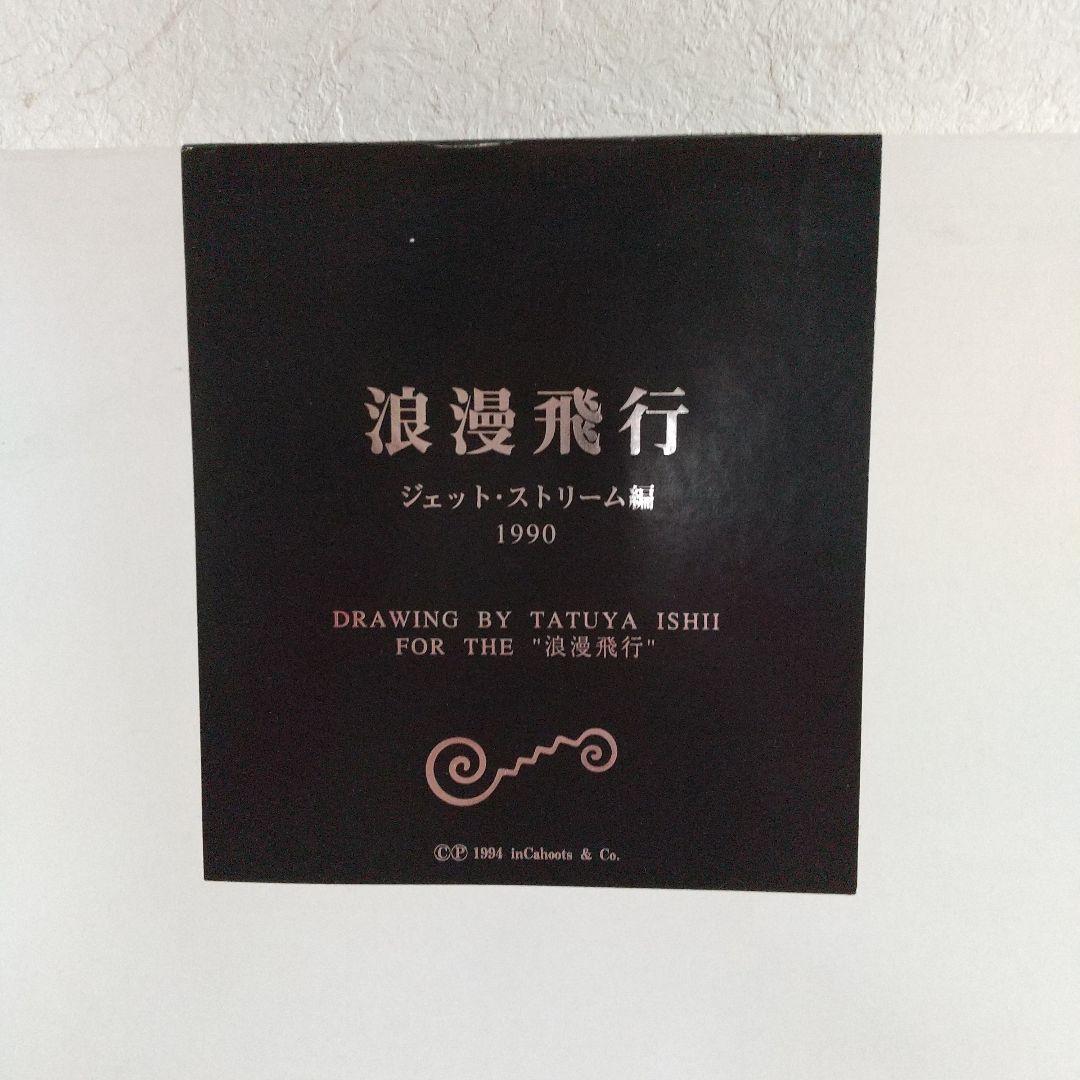 浪漫飛行
ジェット・ストリーム編
1990
DRAWING BY TATUYA ISHII
FOR THE "浪漫飛行"
©℗ 1994 inCahoots & Co.